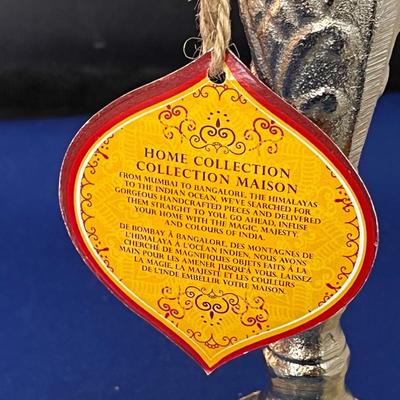 HOME COLLECTION
COLLECTION MAISON
FROM MUMBAI TO BANGALORE, THE HIMALAYAS
TO THE INDIAN OCEAN, WE'VE SEARCHED FOR
GORGEOUS HANDCRAFTED PIECES AND DELIVERED
THEM STRAIGHT TO YOU. GO AHEAD, INFUSE
YOUR HOME WITH THE MAGIC, MAJESTY,
AND COLOURS OF INDIA.
DE BOMBAY À BANGALORE, DES MONTAGNES DE
L'HIMALAYA À L'OCÉAN INDIEN, NOUS AVONS
CHERCHÉ DE MAGNIFIQUES OBJETS FAITS À LA
MAIN POUR LES AMENER JUSQU'À VOUS. LAISSEZ
LA MAGIE, LA MAJESTÉ ET LES COULEURS
DE L'INDE EMBELLIR VOTRE MAISON.